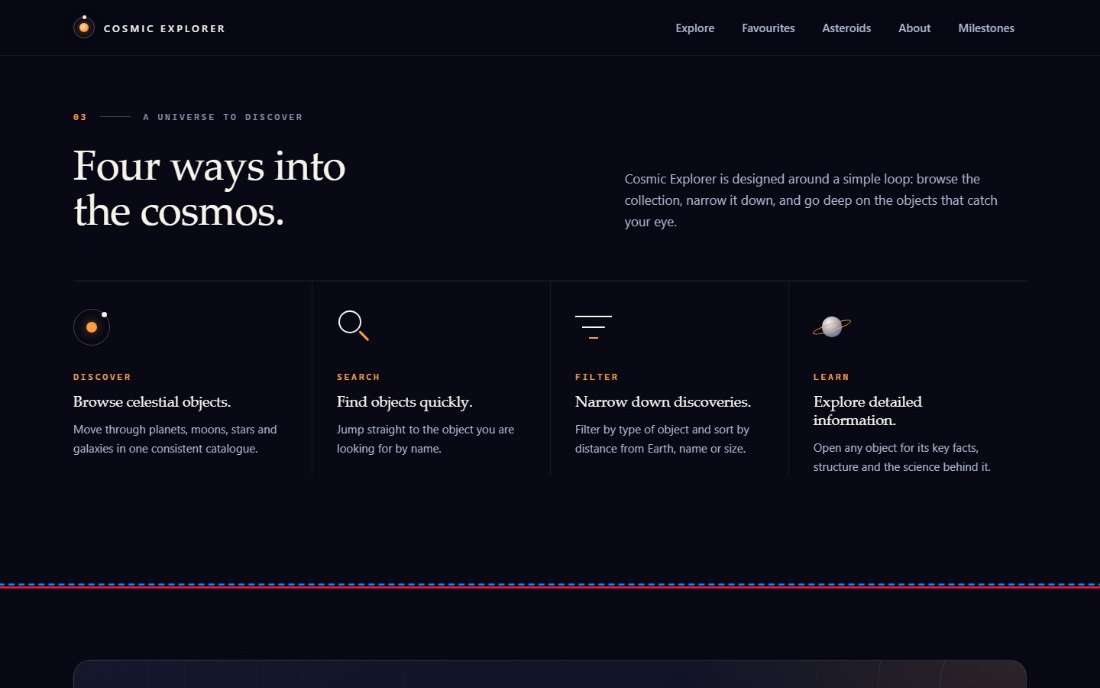 COSMIC EXPLORER
Explore
Favourites
Asteroids
About
Milestones
03
A UNIVERSE TO DISCOVER
Four ways into
the cosmos.
Cosmic Explorer is designed around a simple loop: browse the
collection, narrow it down, and go deep on the objects that catch
your eye.
DISCOVER
Browse celestial objects.
Move through planets, moons, stars and
galaxies in one consistent catalogue.
SEARCH
Find objects quickly.
Jump straight to the object you are
looking for by name.
FILTER
Narrow down discoveries.
Filter by type of object and sort by
distance from Earth, name or size.
LEARN
Explore detailed
information.
Open any object for its key facts,
structure and the science behind it.